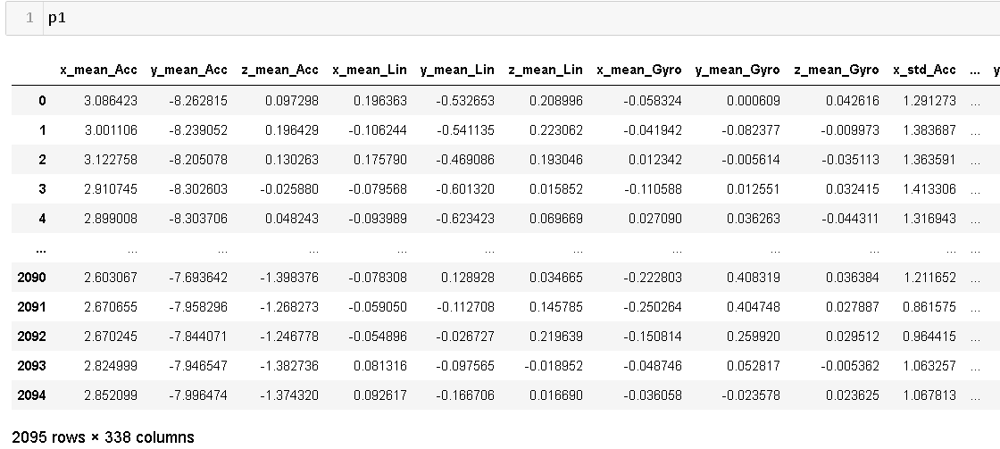 1 p1
x_mean_Acc y_mean_Acc z_mean_Acc x_mean_Lin y_mean_Lin z_mean_Lin x_mean_Gyro y_mean_Gyro z_mean_Gyro x_std_Acc ... y
0 3.086423 -8.262815 0.097298 0.196363 -0.532653 0.208996 -0.058324 0.000609 0.042616 1.291273 ...
1 3.001106 -8.239052 0.196429 -0.106244 -0.541135 0.223062 -0.041942 -0.082377 -0.009973 1.383687 ...
2 3.122758 -8.205078 0.130263 0.175790 -0.469086 0.193046 0.012342 -0.005614 -0.035113 1.363591 ...
3 2.910745 -8.302603 -0.025880 -0.079568 -0.601320 0.015852 -0.110588 0.012551 0.032415 1.413306 ...
4 2.899008 -8.303706 0.048243 -0.093989 -0.623423 0.069669 0.027090 0.036263 -0.044311 1.316943 ...
... ... ... ... ... ... ... ... ... ... ... ...
2090 2.603067 -7.693642 -1.398376 -0.078308 0.128928 0.034665 -0.222803 0.408319 0.036384 1.211652 ...
2091 2.670655 -7.958296 -1.268273 -0.059050 -0.112708 0.145785 -0.250264 0.404748 0.027887 0.861575 ...
2092 2.670245 -7.844071 -1.246778 -0.054896 -0.026727 0.219639 -0.150814 0.259920 0.029512 0.964415 ...
2093 2.824999 -7.946547 -1.382736 0.081316 -0.097565 -0.018952 -0.048746 0.052817 -0.005362 1.063257 ...
2094 2.852099 -7.996474 -1.374320 0.092617 -0.166706 0.016690 -0.036058 -0.023578 0.023625 1.067813 ...
2095 rows × 338 columns